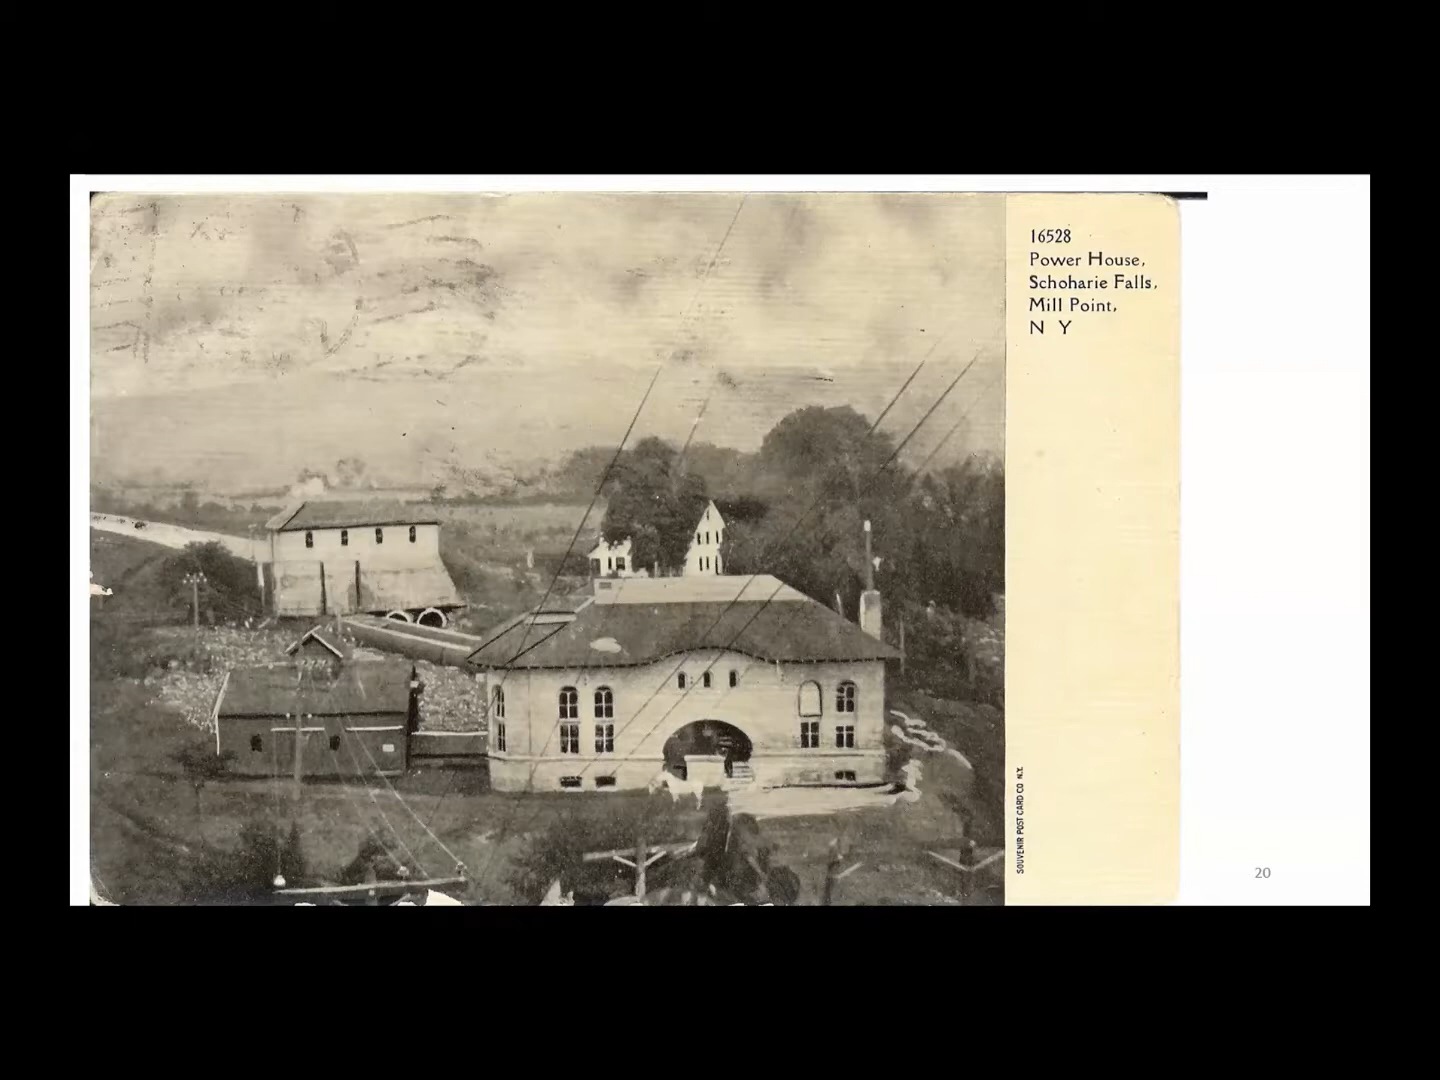 16528
Power House,
Schoharie Falls,
Mill Point,
N Y
SOUVENIR POST CARD CO N.Y.
20